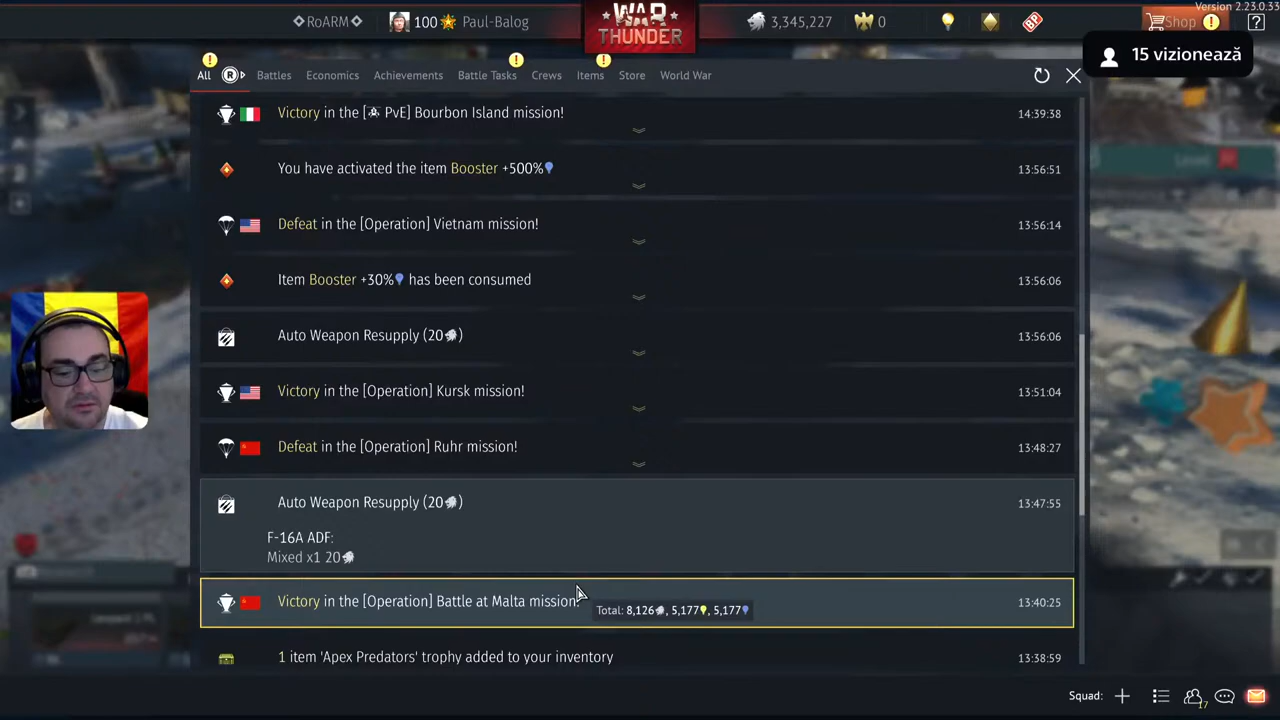 Version 2.23.0.33
◇RoARM◇ 100 Paul-Balog
WAR THUNDER
3,345,227 0
BP
Shop
15 vizionează
All R Battles Economics Achievements Battle Tasks Crews Items Store World War
Victory in the [PvE] Bourbon Island mission! 14:39:38
You have activated the item Booster +500% 13:56:51
Defeat in the [Operation] Vietnam mission! 13:56:14
Item Booster +30% has been consumed 13:56:06
Auto Weapon Resupply (20) 13:56:06
Victory in the [Operation] Kursk mission! 13:51:04
Defeat in the [Operation] Ruhr mission! 13:48:27
Auto Weapon Resupply (20) 13:47:55
F-16A ADF:
Mixed x1 20
Victory in the [Operation] Battle at Malta mission! 13:40:25
Total: 8,126, 5,177, 5,177
1 item 'Apex Predators' trophy added to your inventory 13:38:59
Squad: 17